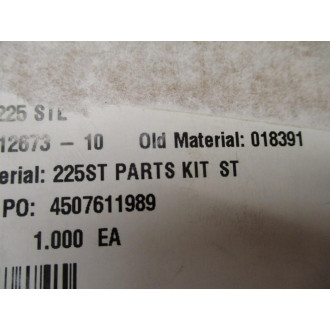 225 STL
12673 - 10 Old Material: 018391
erial: 225ST PARTS KIT ST
PO: 4507611989
1.000 EA